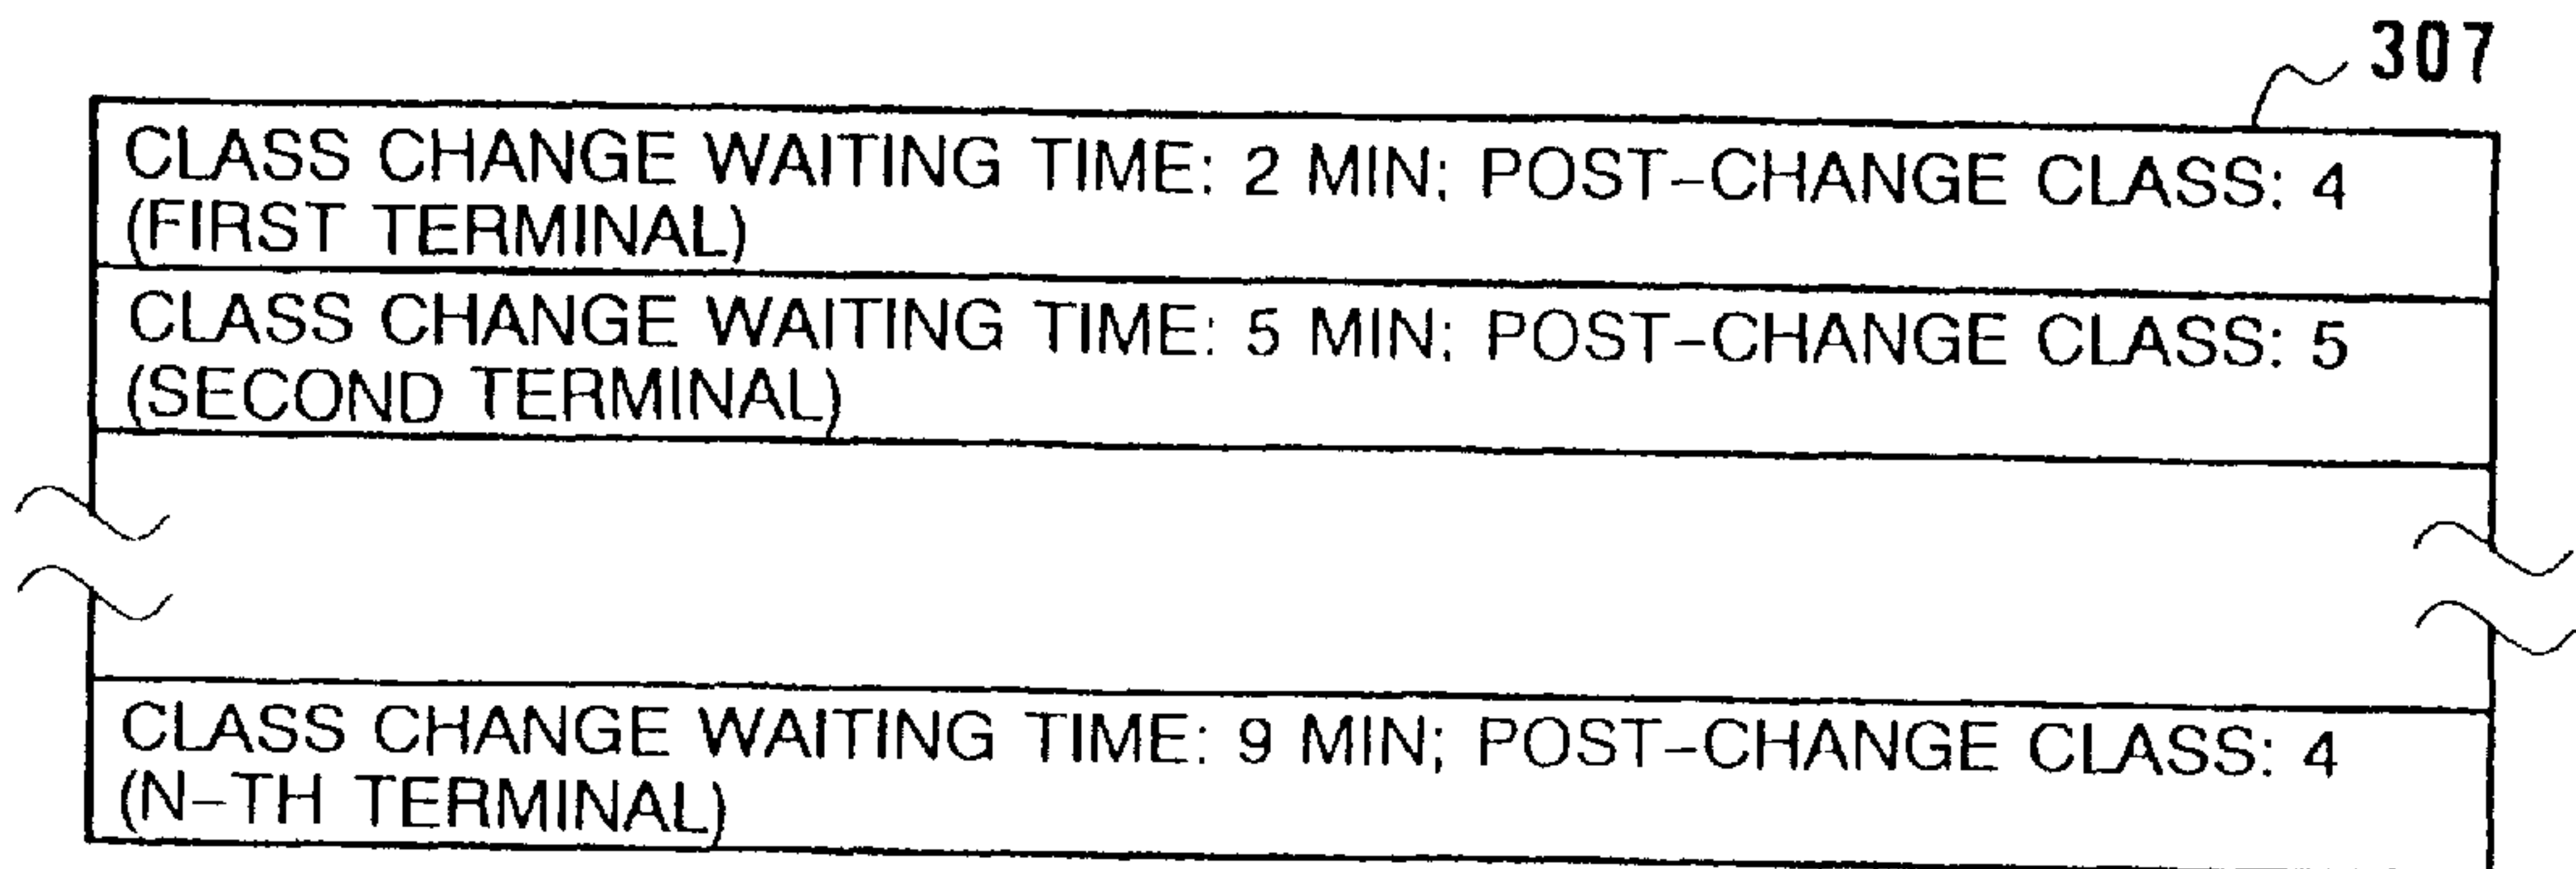 307
CLASS CHANGE WAITING TIME: 2 MIN; POST-CHANGE CLASS: 4
(FIRST TERMINAL)
CLASS CHANGE WAITING TIME: 5 MIN; POST-CHANGE CLASS: 5
(SECOND TERMINAL)
CLASS CHANGE WAITING TIME: 9 MIN; POST-CHANGE CLASS: 4
(N-TH TERMINAL)